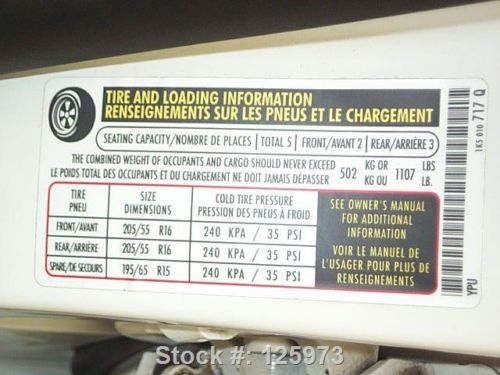 TIRE AND LOADING INFORMATION
RENSEIGNEMENTS SUR LES PNEUS ET LE CHARGEMENT
SEATING CAPACITY/NOMBRE DE PLACES TOTAL 5 FRONT/AVANT 2 REAR/ARRIÈRE 3
THE COMBINED WEIGHT OF OCCUPANTS AND CARGO SHOULD NEVER EXCEED 502 KG OR 1107 LBS
LE POIDS TOTAL DES OCCUPANTS ET DU CHARGEMENT NE DOIT JAMAIS DÉPASSER KG OU LB.
TIRE SIZE COLD TIRE PRESSURE
PNEU DIMENSIONS PRESSION DES PNEUS À FROID
FRONT/AVANT 205/55 R16 240 KPA / 35 PSI
REAR/ARRIÈRE 205/55 R16 240 KPA / 35 PSI
SPARE/DE SECOURS 195/65 R15 240 KPA / 35 PSI
SEE OWNER'S MANUAL
FOR ADDITIONAL
INFORMATION
VOIR LE MANUEL DE
L'USAGER POUR PLUS DE
RENSEIGNEMENTS
1K5 010 717 Q
YPU
Stock #: 125973